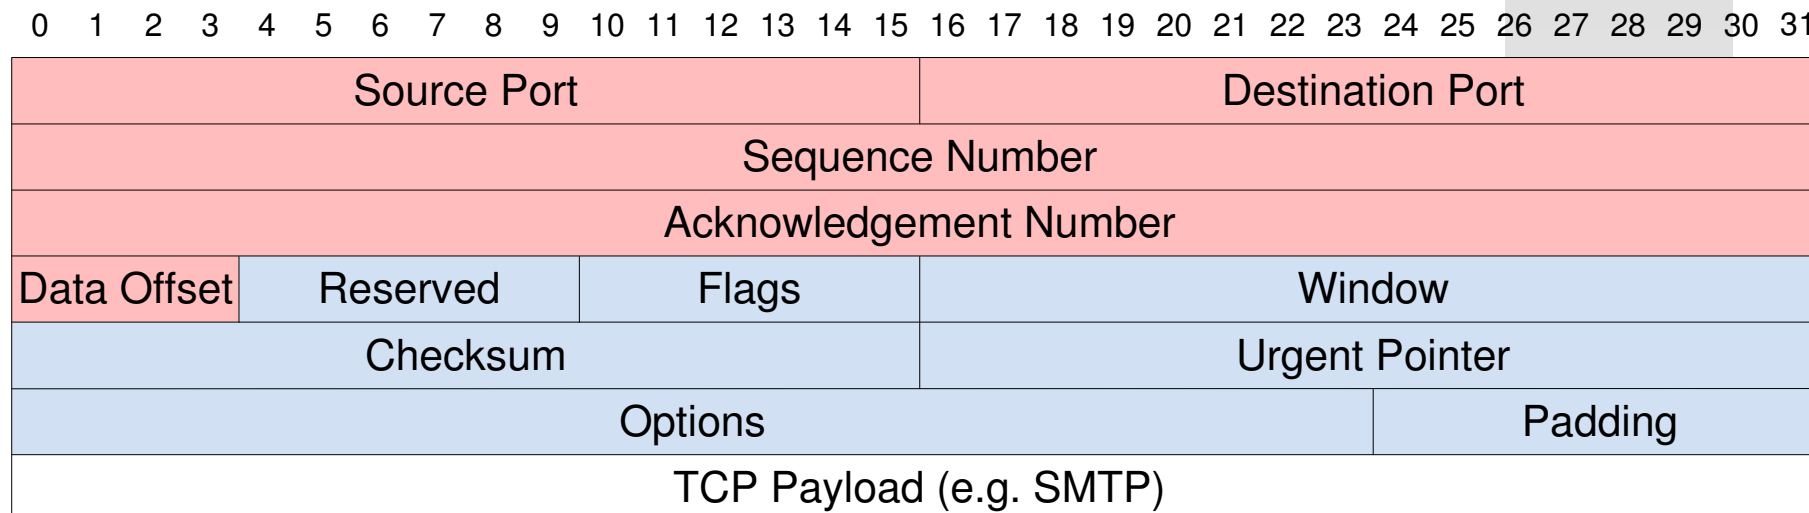 0 1 2 3 4 5 6 7 8 9 10 11 12 13 14 15 16 17 18 19 20 21 22 23 24 25 26 27 28 29 30 31
Source Port Destination Port
Sequence Number
Acknowledgement Number
Data Offset Reserved Flags Window
Checksum Urgent Pointer
Options Padding
TCP Payload (e.g. SMTP)